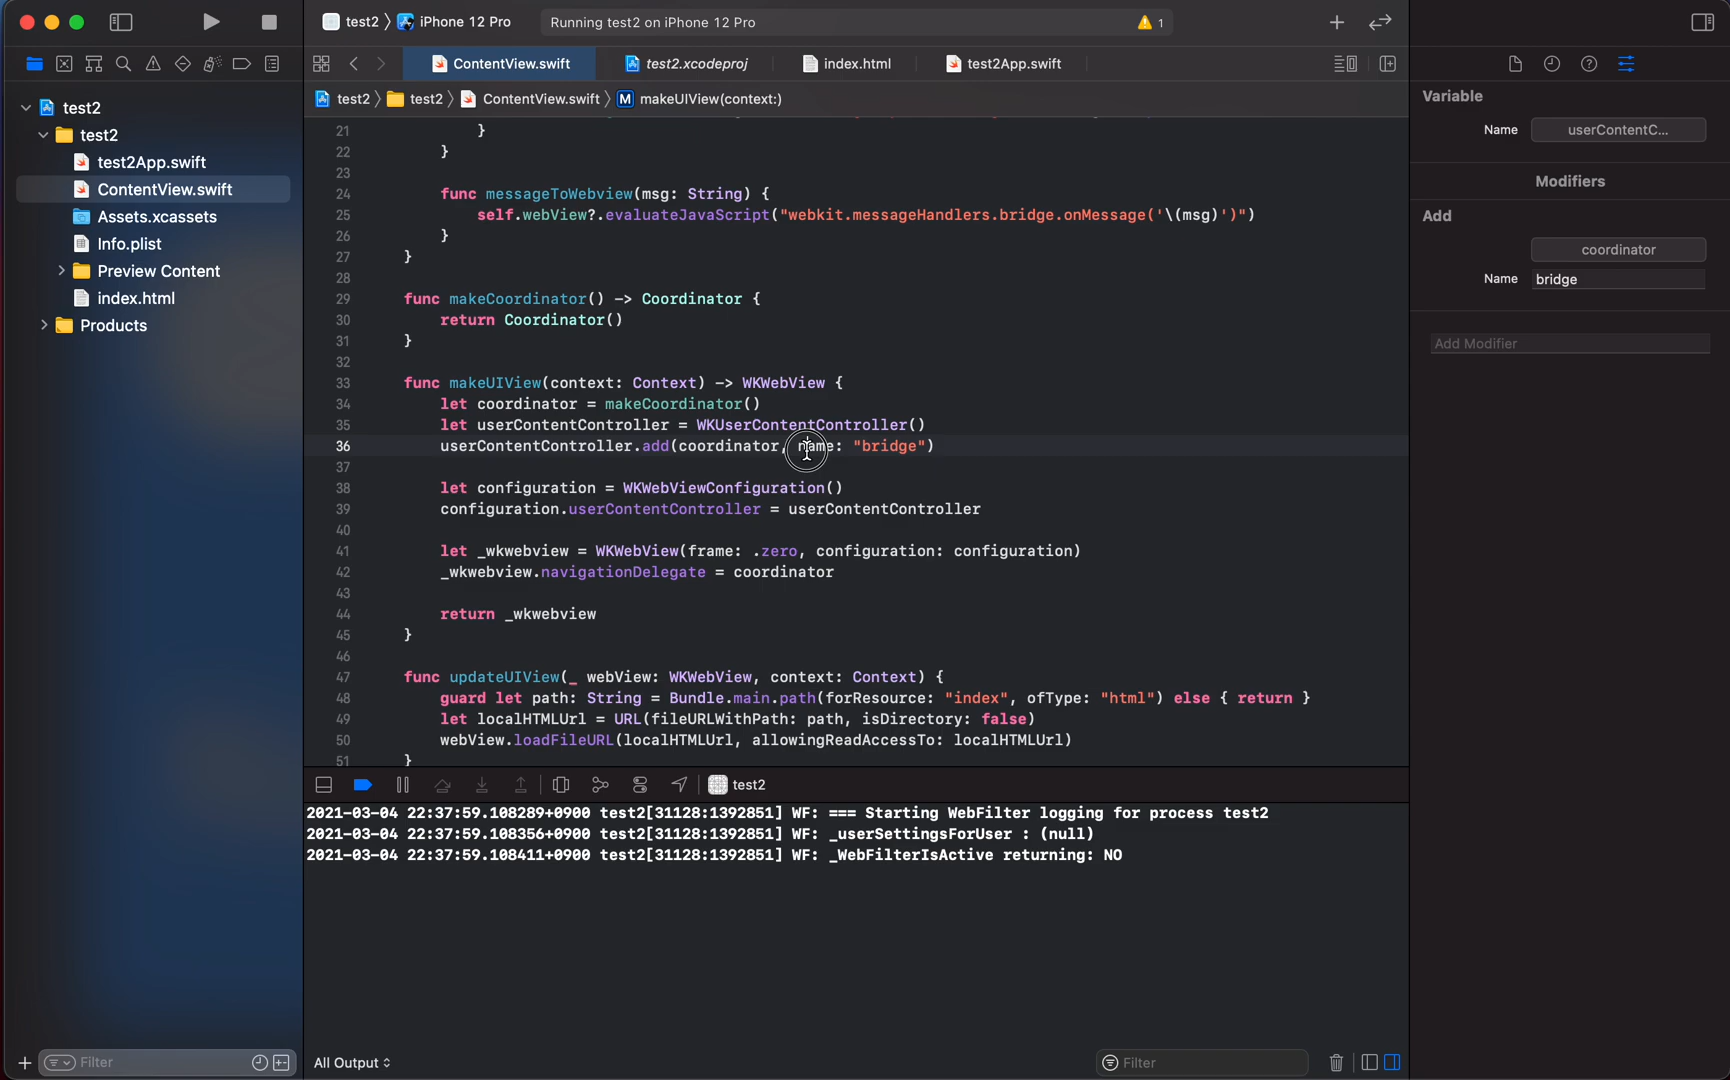 test2 〉 iPhone 12 Pro
Running test2 on iPhone 12 Pro
1
ContentView.swift
test2.xcodeproj
index.html
test2App.swift
test2 〉 test2 〉 ContentView.swift 〉 M makeUIView(context:)
test2
test2
test2App.swift
ContentView.swift
Assets.xcassets
Info.plist
Preview Content
index.html
Products
21 }
22 }
23
24 func messageToWebview(msg: String) {
25 self.webView?.evaluateJavaScript("webkit.messageHandlers.bridge.onMessage('\(msg)')")
26 }
27 }
28
29 func makeCoordinator() -> Coordinator {
30 return Coordinator()
31 }
32
33 func makeUIView(context: Context) -> WKWebView {
34 let coordinator = makeCoordinator()
35 let userContentController = WKUserContentController()
36 userContentController.add(coordinator, name: "bridge")
37
38 let configuration = WKWebViewConfiguration()
39 configuration.userContentController = userContentController
40
41 let _wkwebview = WKWebView(frame: .zero, configuration: configuration)
42 _wkwebview.navigationDelegate = coordinator
43
44 return _wkwebview
45 }
46
47 func updateUIView(_ webView: WKWebView, context: Context) {
48 guard let path: String = Bundle.main.path(forResource: "index", ofType: "html") else { return }
49 let localHTMLUrl = URL(fileURLWithPath: path, isDirectory: false)
50 webView.loadFileURL(localHTMLUrl, allowingReadAccessTo: localHTMLUrl)
51 }
test2
2021-03-04 22:37:59.108289+0900 test2[31128:1392851] WF: === Starting WebFilter logging for process test2
2021-03-04 22:37:59.108356+0900 test2[31128:1392851] WF: _userSettingsForUser : (null)
2021-03-04 22:37:59.108411+0900 test2[31128:1392851] WF: _WebFilterIsActive returning: NO
Filter
All Output
Filter
Variable
Name userContentC...
Modifiers
Add
coordinator
Name bridge
Add Modifier